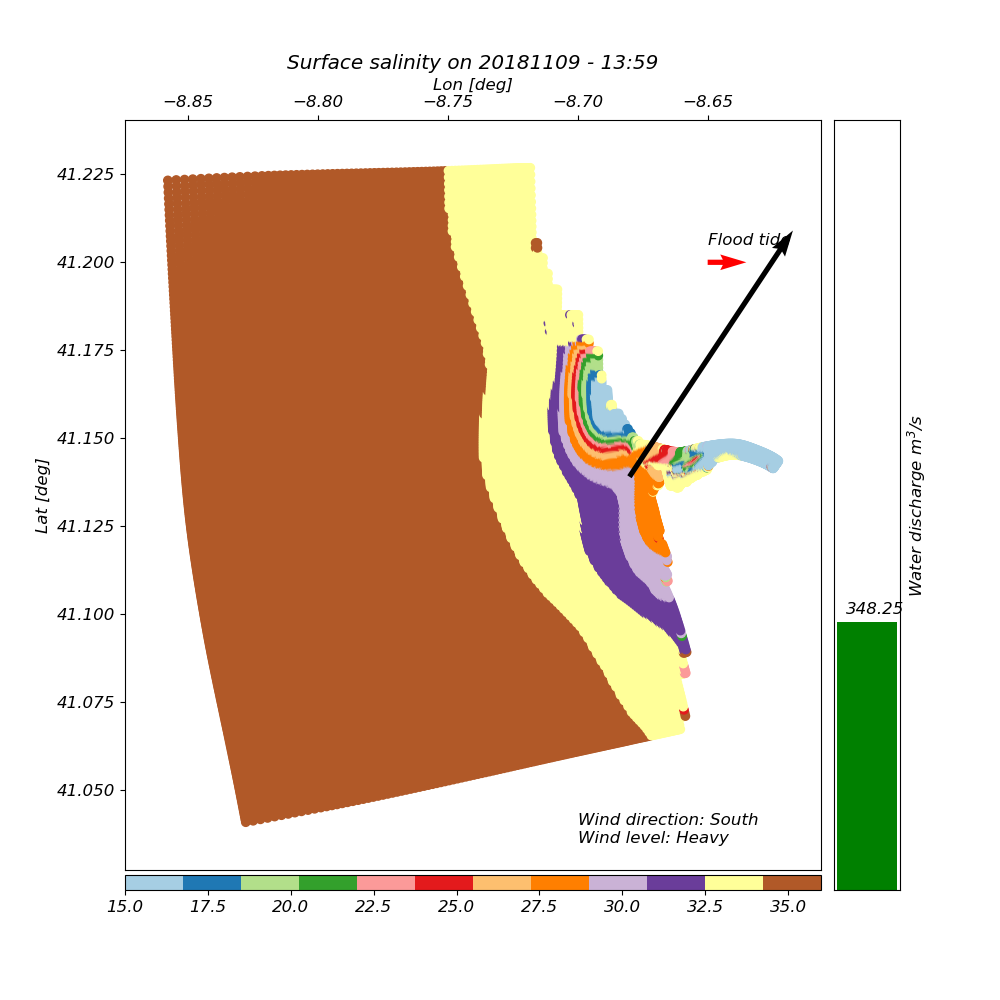 Surface salinity on 20181109 - 13:59
Lon [deg]
−8.85 −8.80 −8.75 −8.70 −8.65
41.225
41.200
41.175
41.150
41.125
41.100
41.075
41.050
Lat [deg]
Flood tide
Water discharge m³/s
348.25
Wind direction: South
Wind level: Heavy
15.0 17.5 20.0 22.5 25.0 27.5 30.0 32.5 35.0